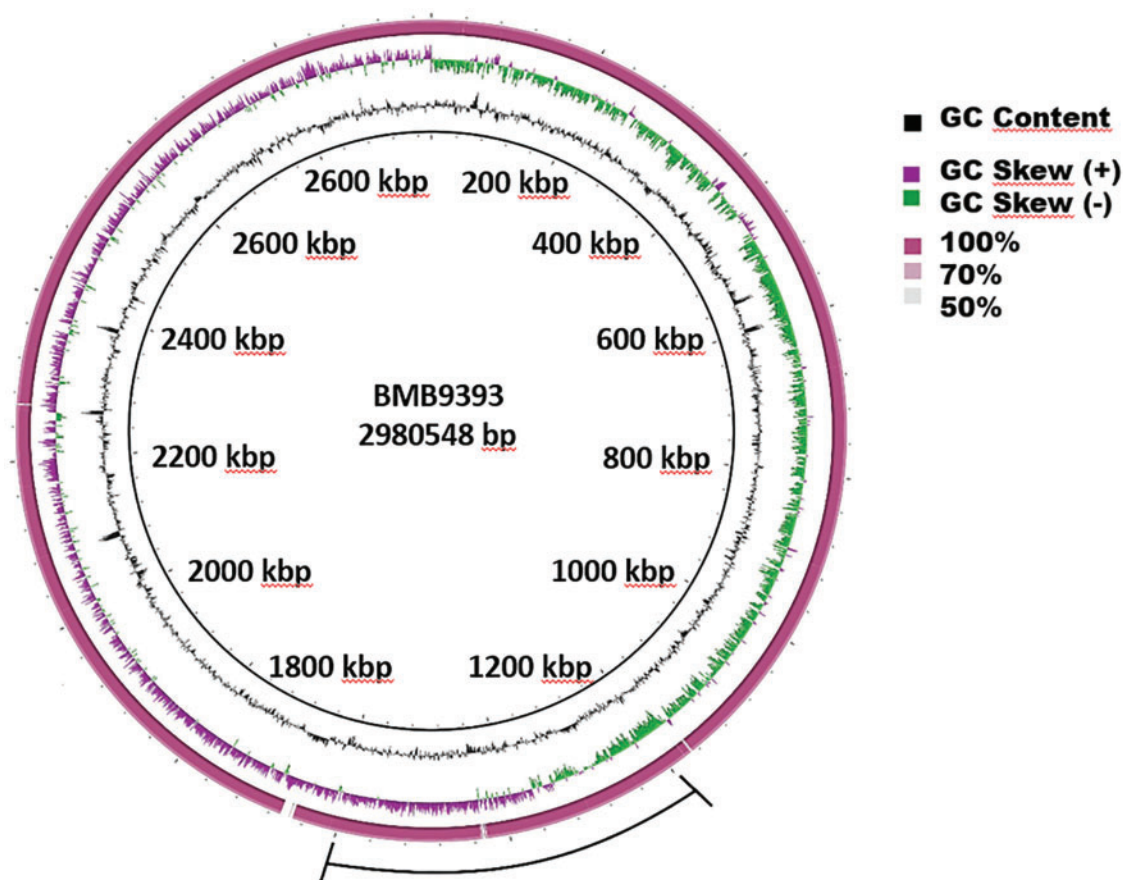 2600 kbp 200 kbp
2600 kbp 400 kbp
2400 kbp 600 kbp
BMB9393
2980548 bp
2200 kbp 800 kbp
2000 kbp 1000 kbp
1800 kbp 1200 kbp
GC Content
GC Skew (+)
GC Skew (-)
100%
70%
50%